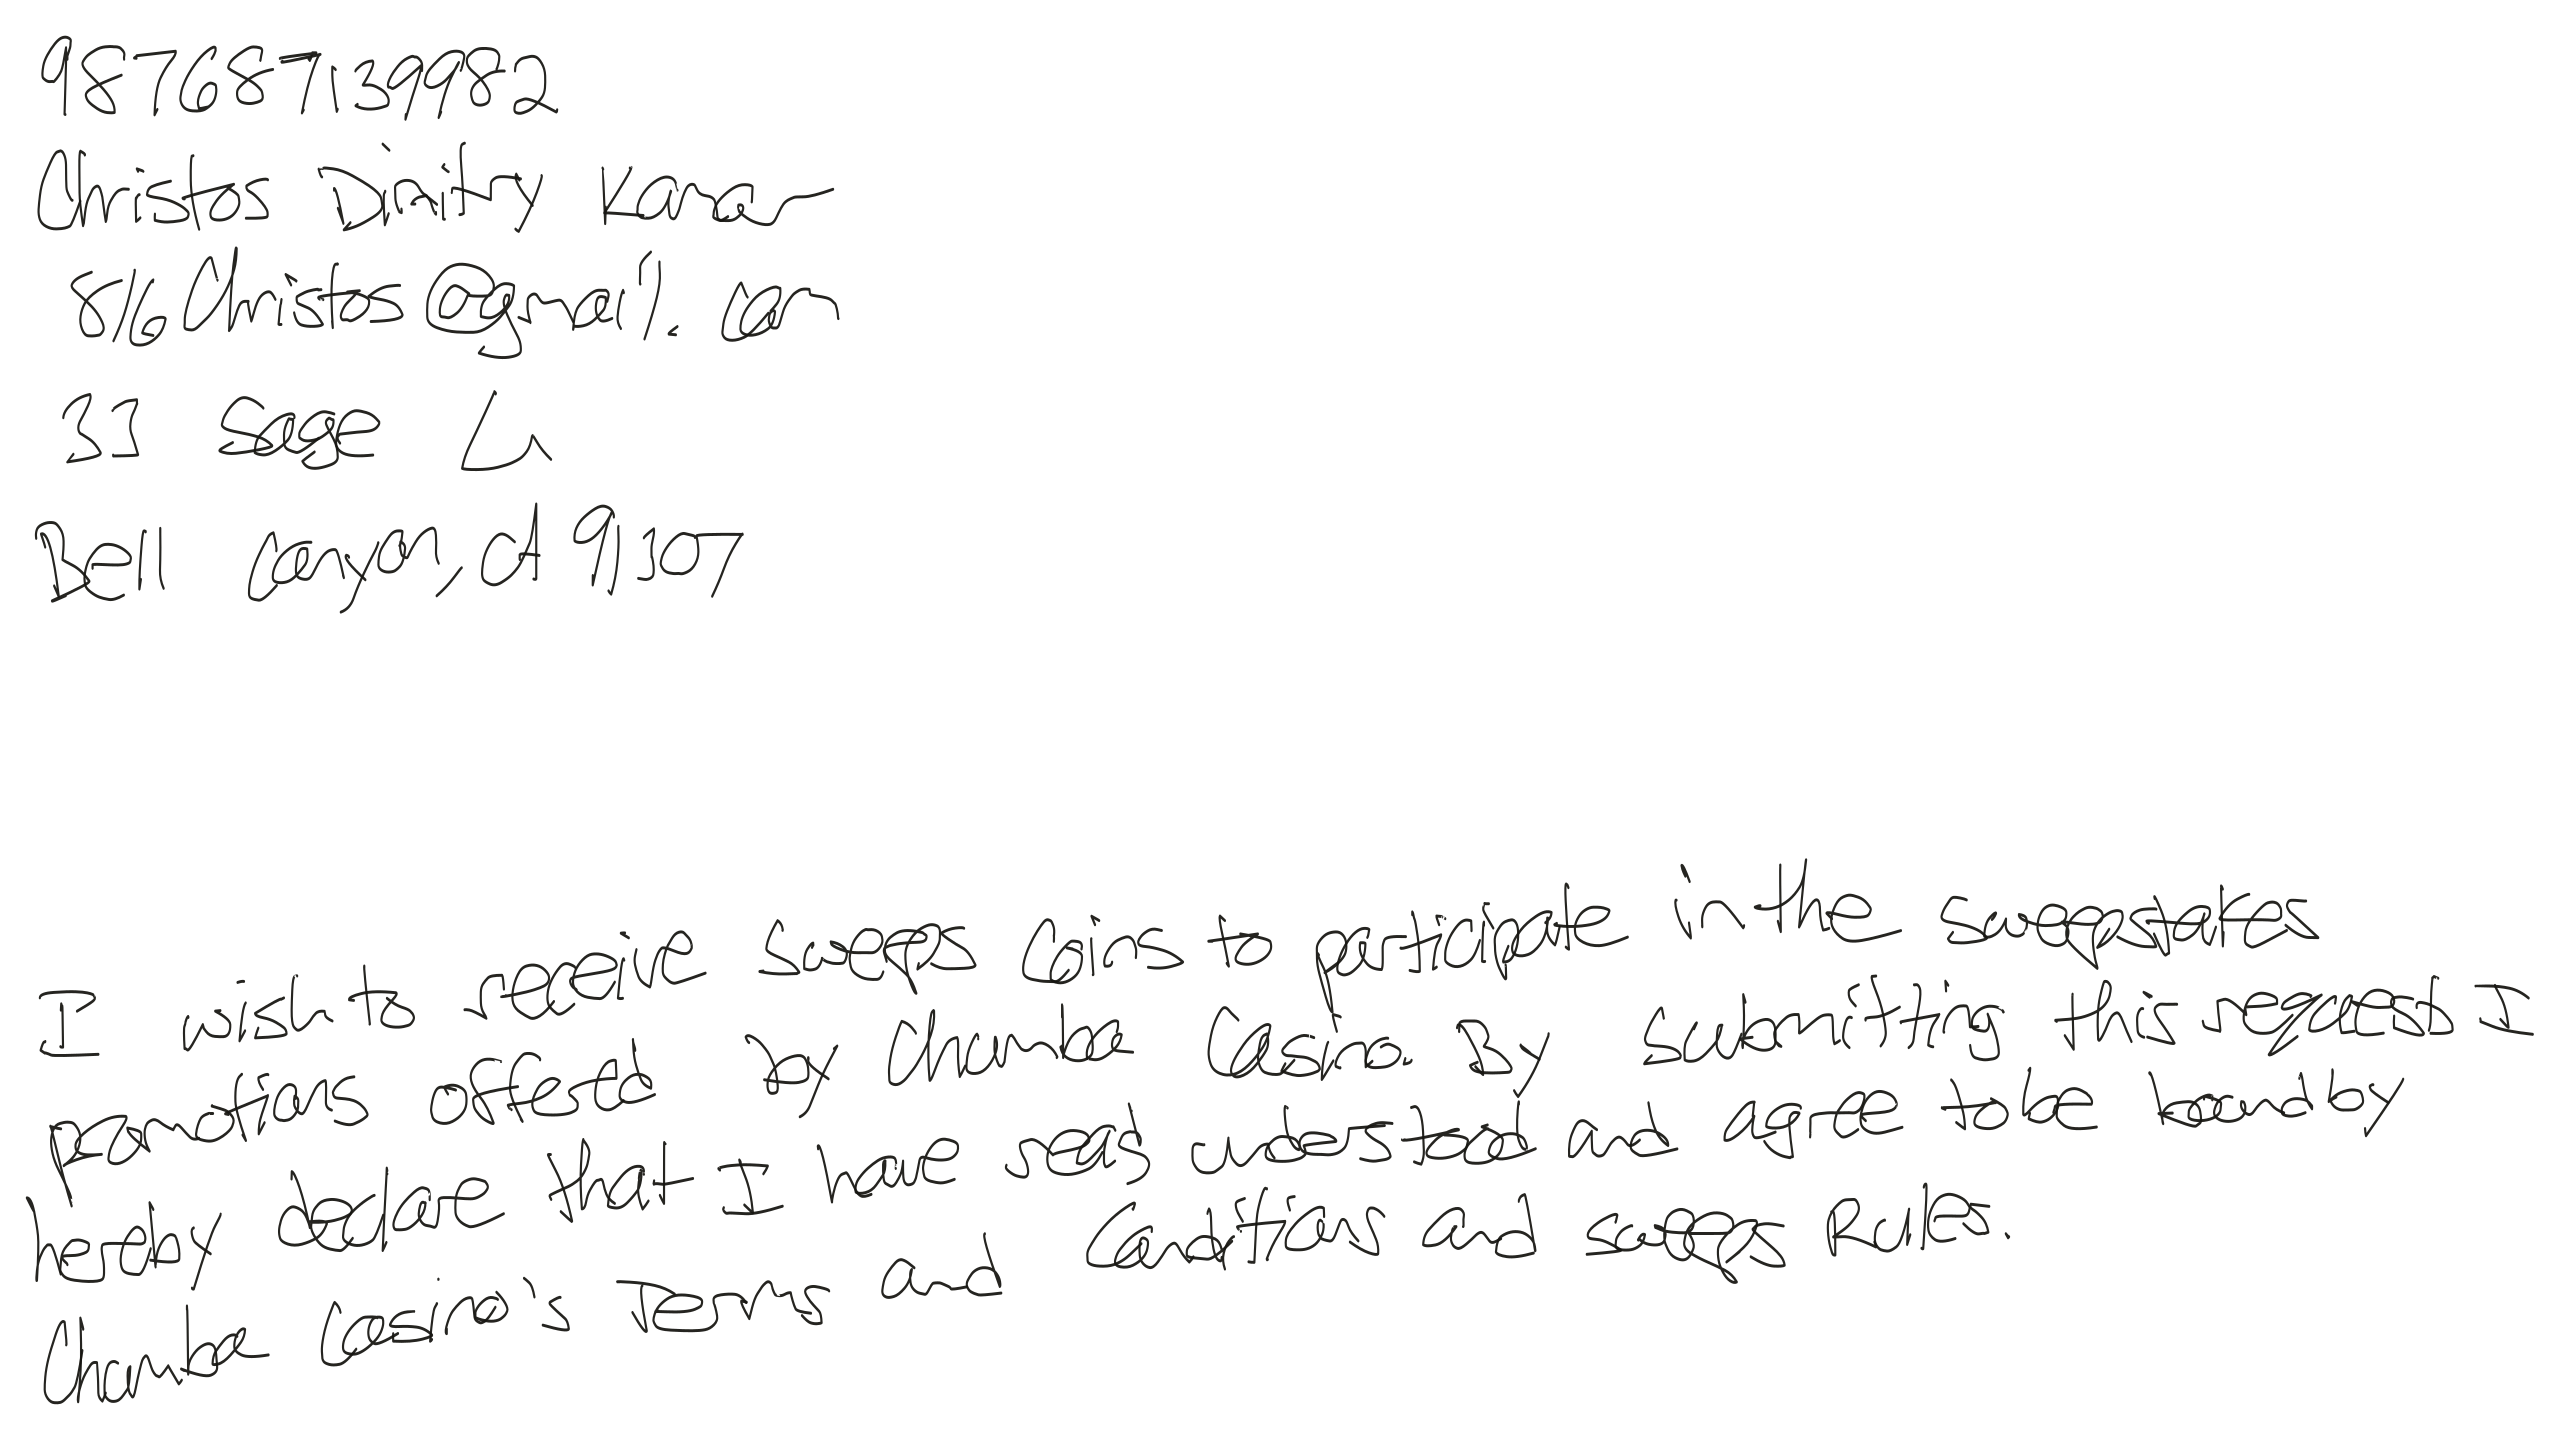 987687139982
Christos Dimitry Kanar
816Christos@gmail.com
33 Sage Ln
Bell Canyon, CA 91307
I wish to receive sweeps coins to participate in the sweepstakes
promotions offered by Chumba Casino. By submitting this request I
hereby declare that I have read understood and agree to be bound by
Chumba Casino's Terms and Conditions and sweeps Rules.